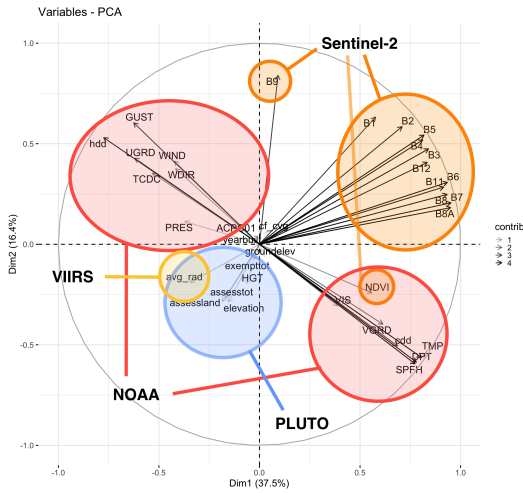 Variables - PCA
Sentinel-2
1.0
B9
GUST
B1
B2
B5
hdd
B4
0.5
UGRD
WIND
B3
WDIR
B12
TCDC
B11
B6
B8
B7
B8A
PRES
ACPC01
cf_cvg
contrib
yearbuilt
1
0.0
groundelev
2
3
4
Dim2 (16.4%)
VIIRS
exempttot
avg_rad
HGT
NDVI
assesstot
assessland
elevation
VIS
VGRD
cdd
-0.5
TMP
DPT
SPFH
NOAA
PLUTO
-1.0
-1.0
-0.5
0.0
0.5
1.0
Dim1 (37.5%)